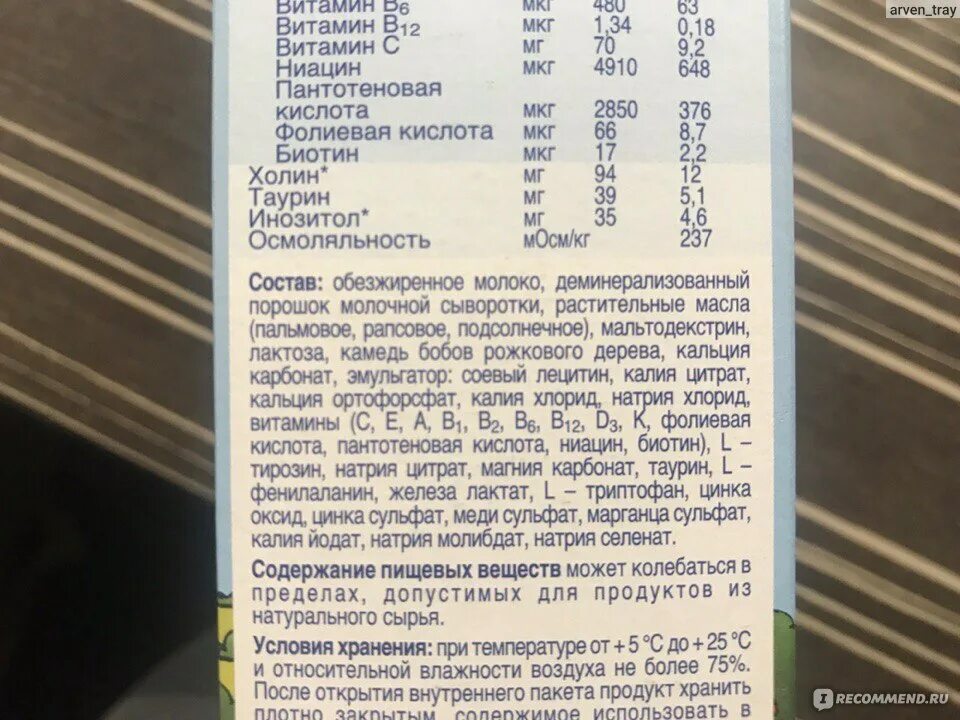 arven_tray
Витамин B6 мкг 480 63
Витамин B12 мкг 1,34 0,18
Витамин C мг 70 9,2
Ниацин мкг 4910 648
Пантотеновая
кислота мкг 2850 376
Фолиевая кислота мкг 66 8,7
Биотин мкг 17 2,2
Холин* мг 94 12
Таурин мг 39 5,1
Инозитол* мг 35 4,6
Осмоляльность мОсм/кг 237
Состав: обезжиренное молоко, деминерализованный
порошок молочной сыворотки, растительные масла
(пальмовое, рапсовое, подсолнечное), мальтодекстрин,
лактоза, камедь бобов рожкового дерева, кальция
карбонат, эмульгатор: соевый лецитин, калия цитрат,
кальция ортофорсфат, калия хлорид, натрия хлорид,
витамины (C, E, A, B1, B2, B6, B12, D3, K, фолиевая
кислота, пантотеновая кислота, ниацин, биотин), L –
тирозин, натрия цитрат, магния карбонат, таурин, L –
фенилаланин, железа лактат, L – триптофан, цинка
оксид, цинка сульфат, меди сульфат, марганца сульфат,
калия йодат, натрия молибдат, натрия селенат.
Содержание пищевых веществ может колебаться в
пределах, допустимых для продуктов из
натурального сырья.
Условия хранения: при температуре от +5 °C до +25 °C
и относительной влажности воздуха не более 75%.
После открытия внутреннего пакета продукт хранить
плотно закрытым, содержимое использовать в
IRECOMMEND.RU